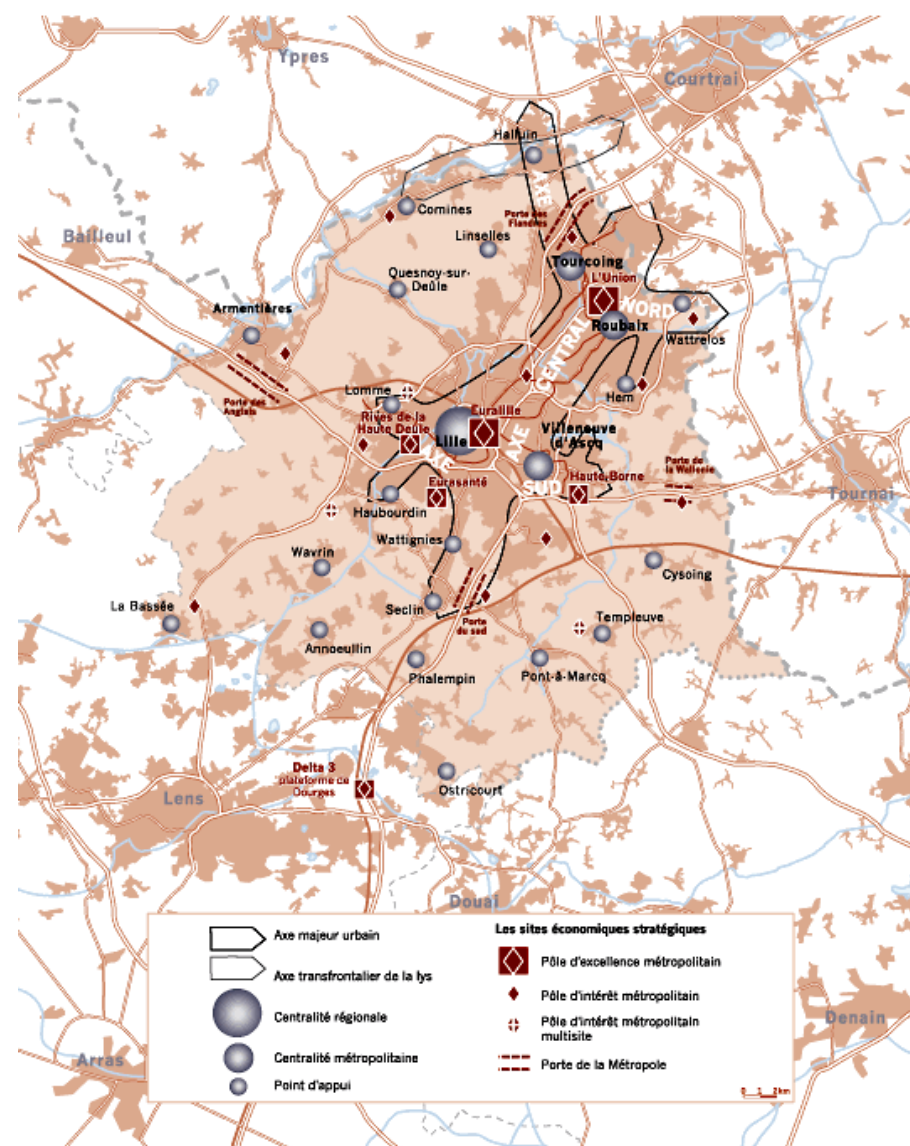 Ypres
Courtrai
Halluin
Comines
Porte des
Flandres
Bailleul
Linselles
Tourcoing
Quesnoy-sur-
Deûle
L'Union
NORD
Armentières
Roubaix
Wattrelos
CENTRAL
Porte des
Anglais
Lomme
Hem
Rives de la
Haute Deûle
Euralille
Lille
Villeneuve
d'Ascq
Porte de
la Wallonie
Eurasanté
SUD
Haute Borne
Tournai
Haubourdin
Wattignies
Wavrin
Cysoing
La Bassée
Seclin
Porte
du sud
Templeuve
Annoeullin
Phalempin
Pont-à-Marcq
Delta 3
plateforme de
Dourges
Ostricourt
Lens
Douai
Axe majeur urbain
Axe transfrontalier de la lys
Centralité régionale
Centralité métropolitaine
Point d'appui
Les sites économiques stratégiques
Pôle d'excellence métropolitain
Pôle d'intérêt métropolitain
Pôle d'intérêt métropolitain
multisite
Porte de la Métropole
0 1 2km
Denain
Arras